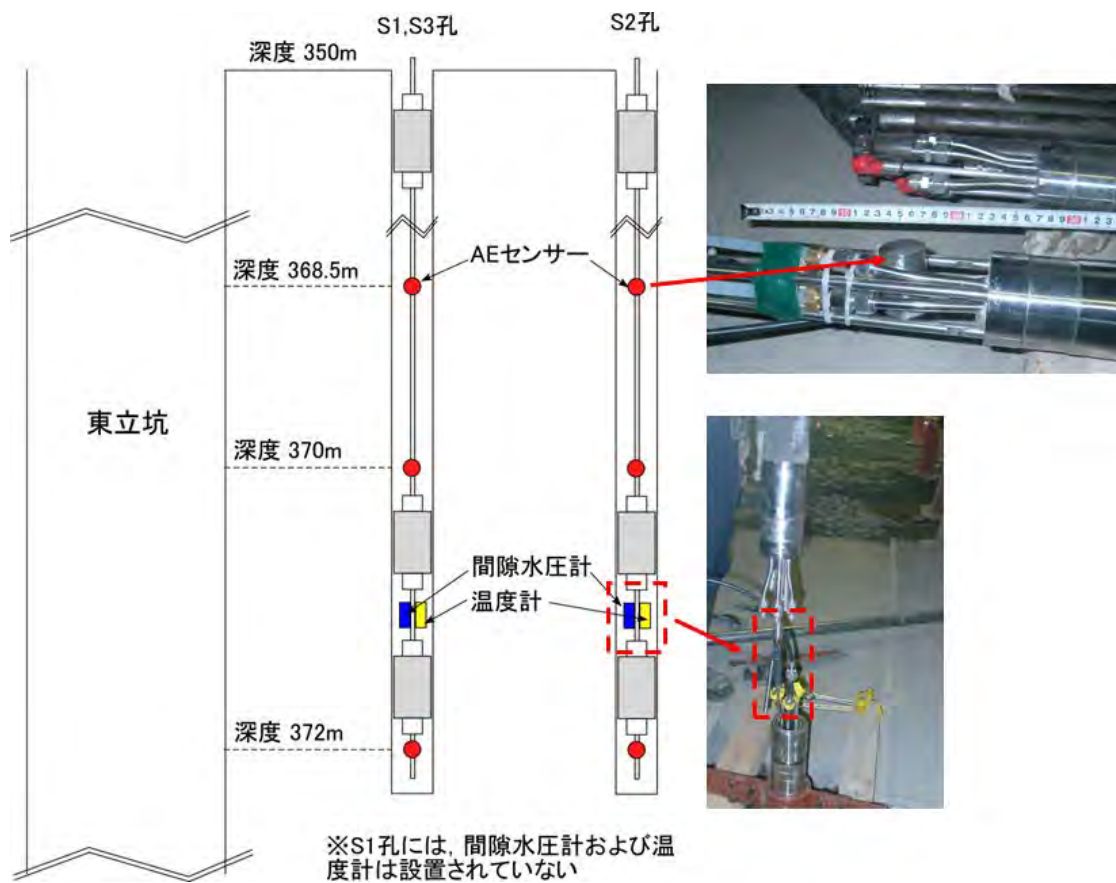 S1,S3孔
S2孔
深度 350m
深度 368.5m
AEセンサー
東立坑
深度 370m
間隙水圧計
温度計
深度 372m
※S1孔には，間隙水圧計および温
度計は設置されていない